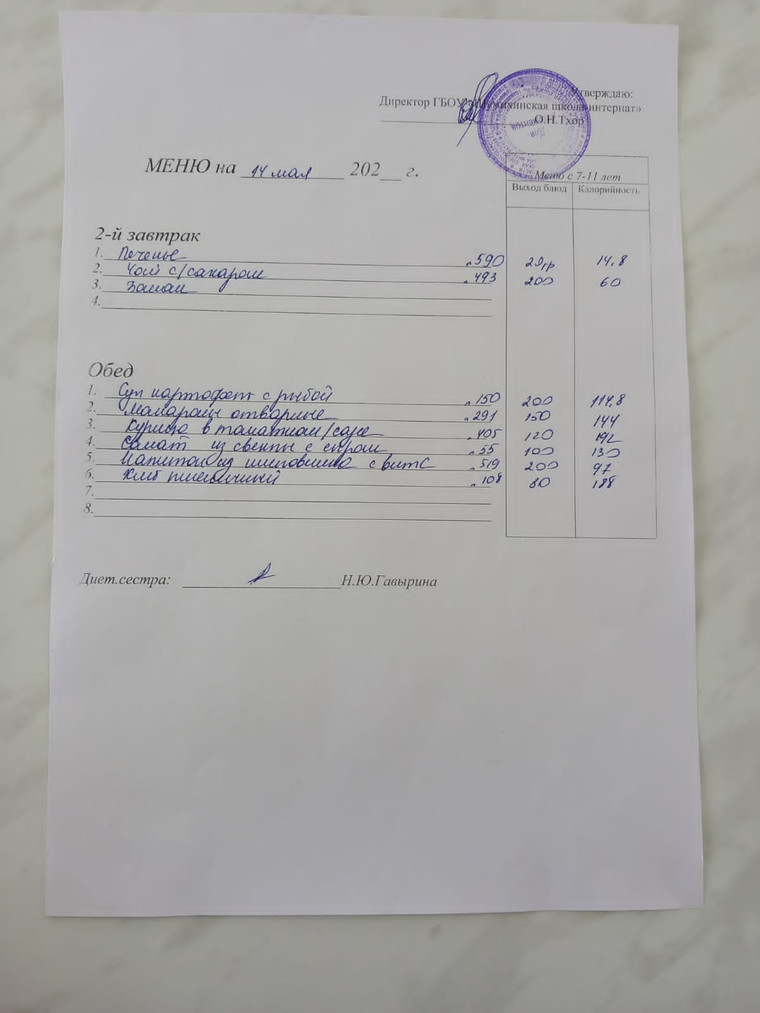 Утверждаю:
Директор ГБОУ школа интернат»
О.Н.Тхор
МЕНЮ на 14 мая 202__ г.
Меню с 7-11 лет
Выход блюд Калорийность
2-й завтрак
1. Печенье 590 20гр 14.8
2. Чай с/сахаром 493 200 60
3.
4.
Обед
1. Суп картофел с рыбой 150 200 114,8
2. Макароны отварные 291 150 144
3. Курица в томатном/соусе 405 120 192
4. Салат из свеклы с сыром 55 100 130
5. Напиток из шиповника с витС 519 200 97
6. Хлеб пшеничный 108 80 188
7.
8.
Диет.сестра: Н.Ю.Гавырина